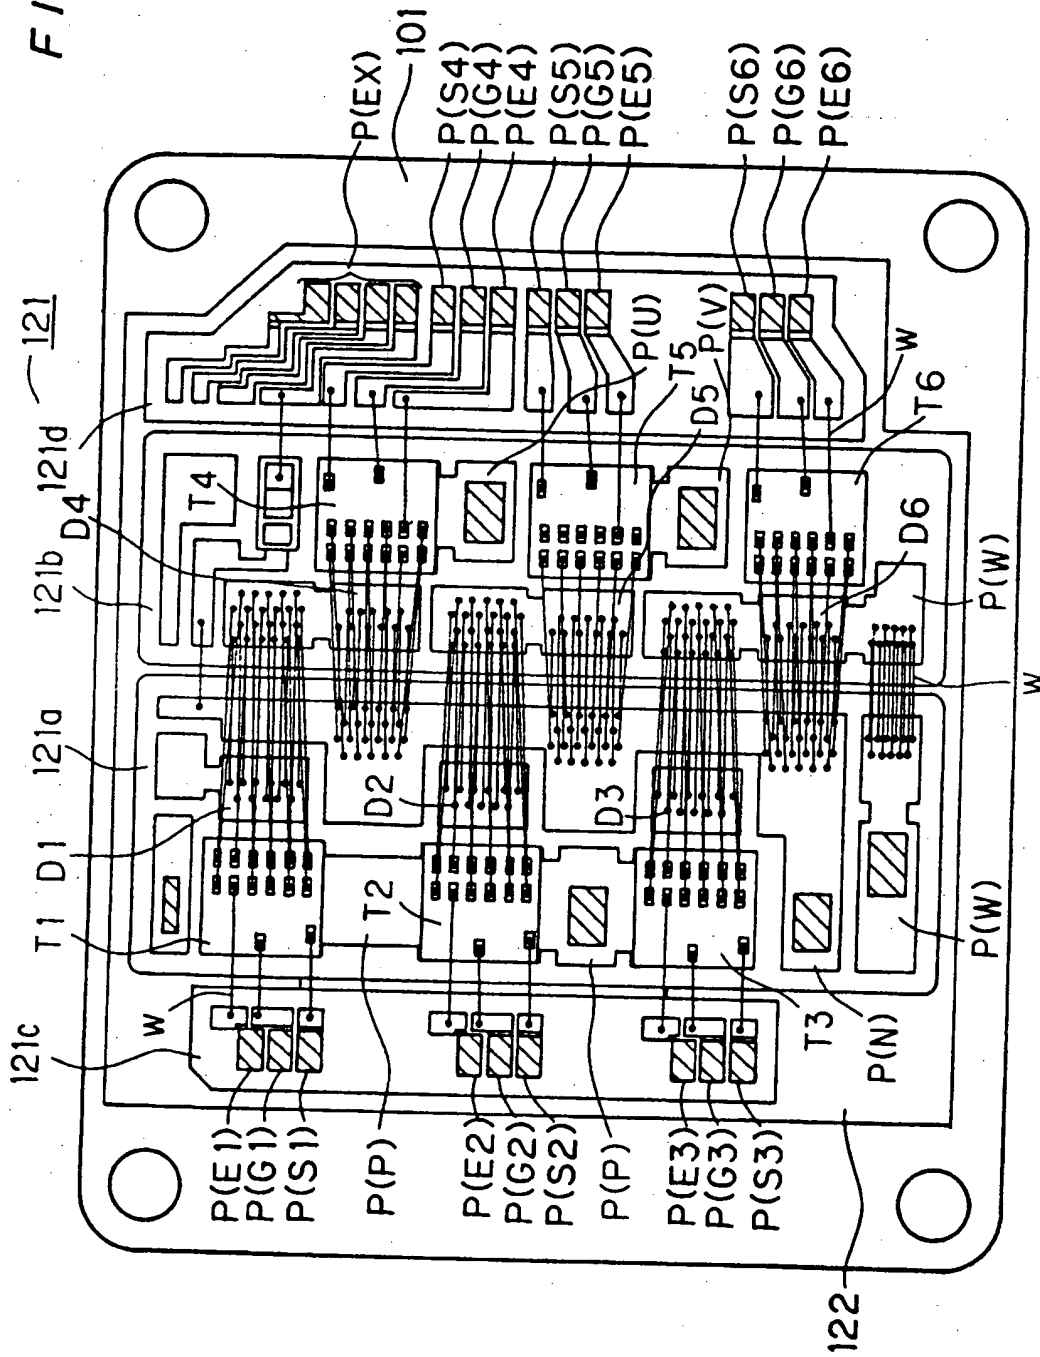 F I
121
101
P(EX)
P(S4)
P(G4)
P(E4)
P(S5)
P(G5)
P(E5)
P(S6)
P(G6)
P(E6)
121d
121b
D4
T4
P(U)
T5
D5
P(V)
W
T6
D6
P(W)
W
121a
D1
T1
D2
T2
D3
P(W)
P(N)
T3
121c
W
P(E1)
P(G1)
P(S1)
P(P)
P(E2)
P(G2)
P(S2)
P(P)
P(E3)
P(G3)
P(S3)
122